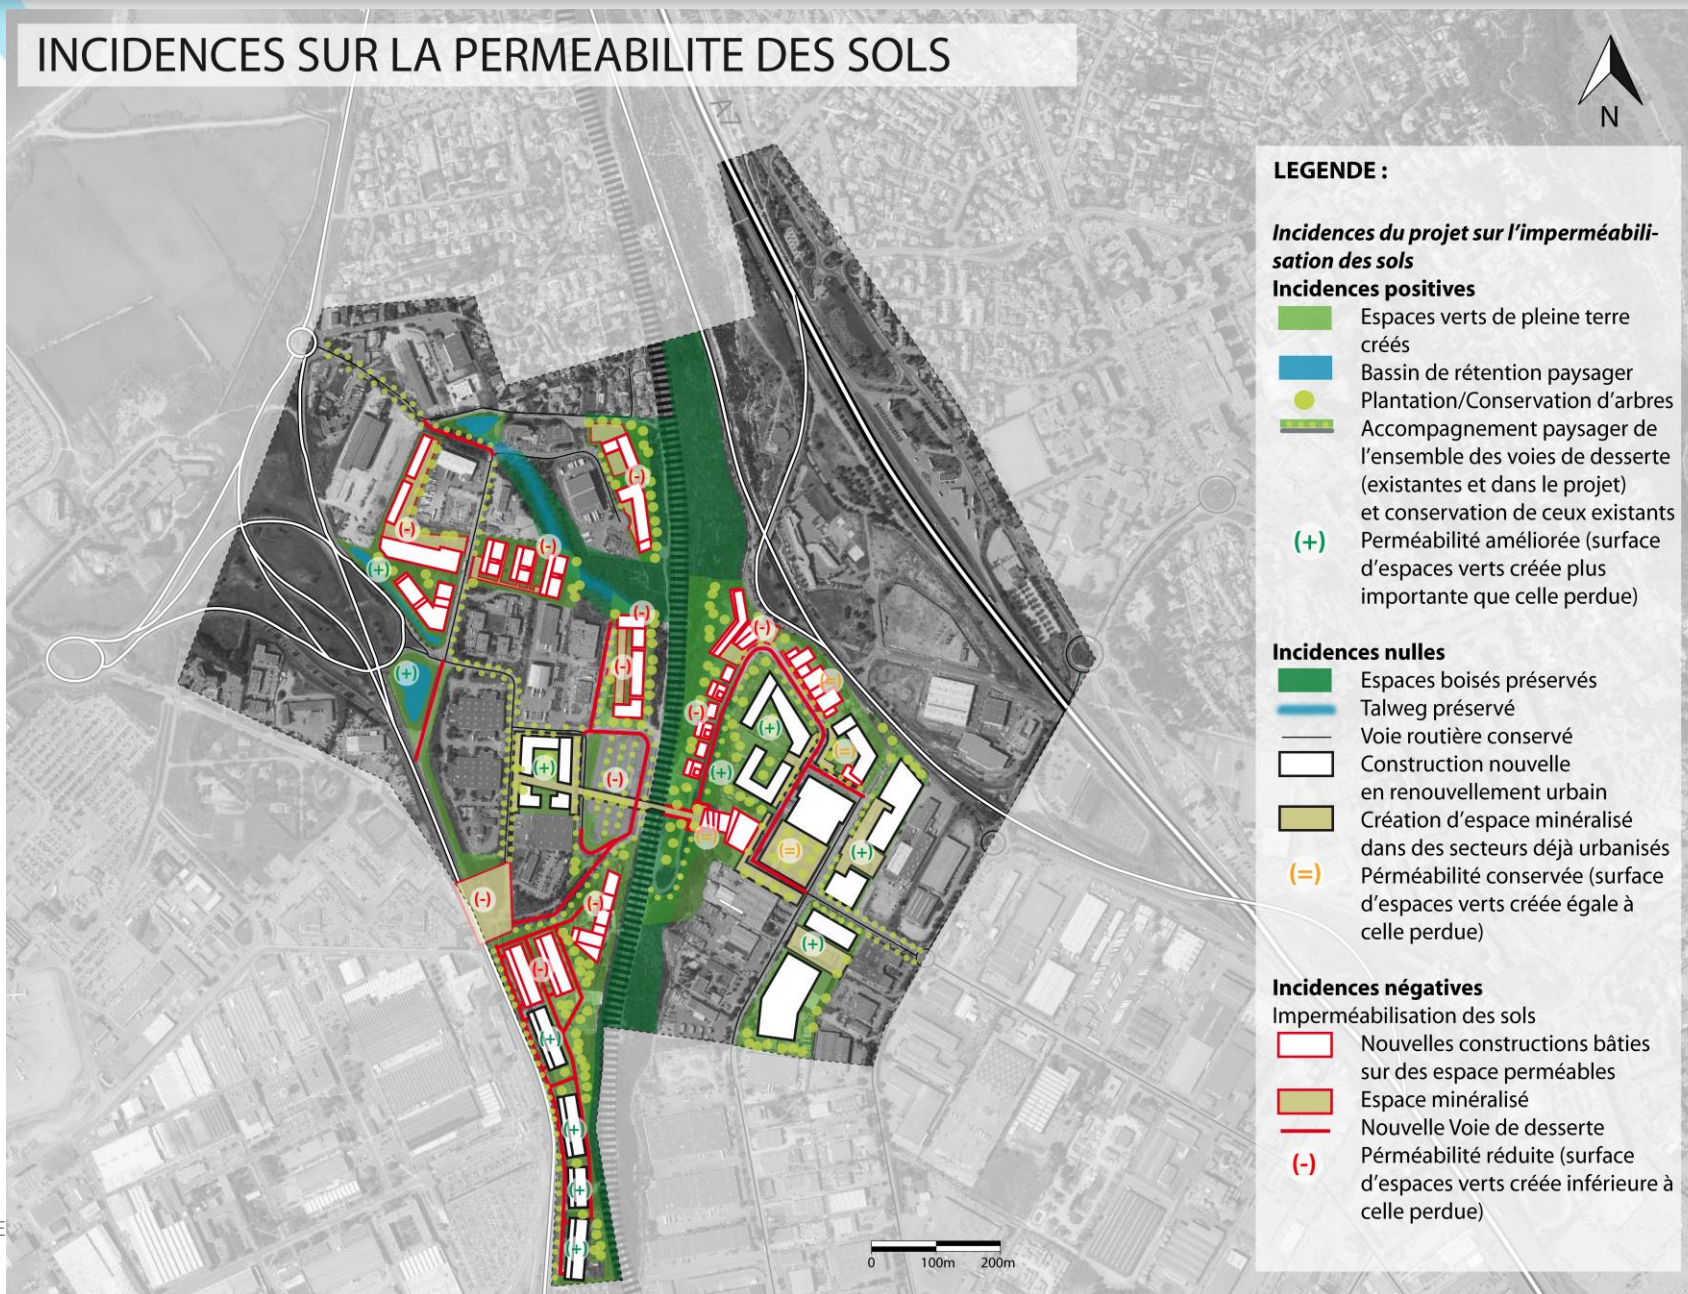 INCIDENCES SUR LA PERMEABILITE DES SOLS
N
LEGENDE :
Incidences du projet sur l'imperméabili-
sation des sols
Incidences positives
Espaces verts de pleine terre
créés
Bassin de rétention paysager
Plantation/Conservation d'arbres
Accompagnement paysager de
l'ensemble des voies de desserte
(existantes et dans le projet)
et conservation de ceux existants
(+) Perméabilité améliorée (surface
d'espaces verts créée plus
importante que celle perdue)
Incidences nulles
Espaces boisés préservés
Talweg préservé
Voie routière conservé
Construction nouvelle
en renouvellement urbain
Création d'espace minéralisé
dans des secteurs déjà urbanisés
(=) Pérméabilité conservée (surface
d'espaces verts créée égale à
celle perdue)
Incidences négatives
Imperméabilisation des sols
Nouvelles constructions bâties
sur des espace perméables
Espace minéralisé
Nouvelle Voie de desserte
(-) Pérméabilité réduite (surface
d'espaces verts créée inférieure à
celle perdue)
A7
(-)
(-)
(-)
(+)
(-)
(-)
(-)
(+)
(=)
(-)
(+)
(=)
(+)
(+)
(-)
(=)
(=)
(+)
(-)
(-)
(+)
(-)
(+)
(+)
(+)
(+)
0 100m 200m
E